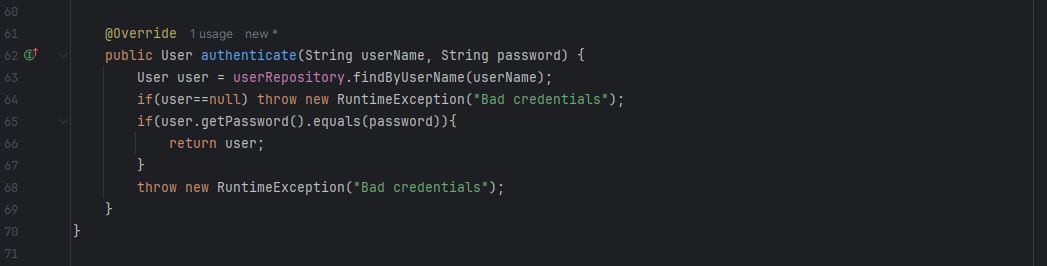 60
61 @Override 1 usage new *
62 public User authenticate(String userName, String password) {
63 User user = userRepository.findByUserName(userName);
64 if(user==null) throw new RuntimeException("Bad credentials");
65 if(user.getPassword().equals(password)){
66 return user;
67 }
68 throw new RuntimeException("Bad credentials");
69 }
70 }
71